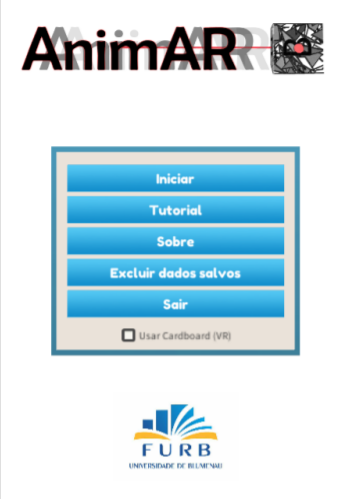 AnimAR
Iniciar
Tutorial
Sobre
Excluir dados salvos
Sair
Usar Cardboard (VR)
FURB
UNIVERSIDADE DE BLUMENAU